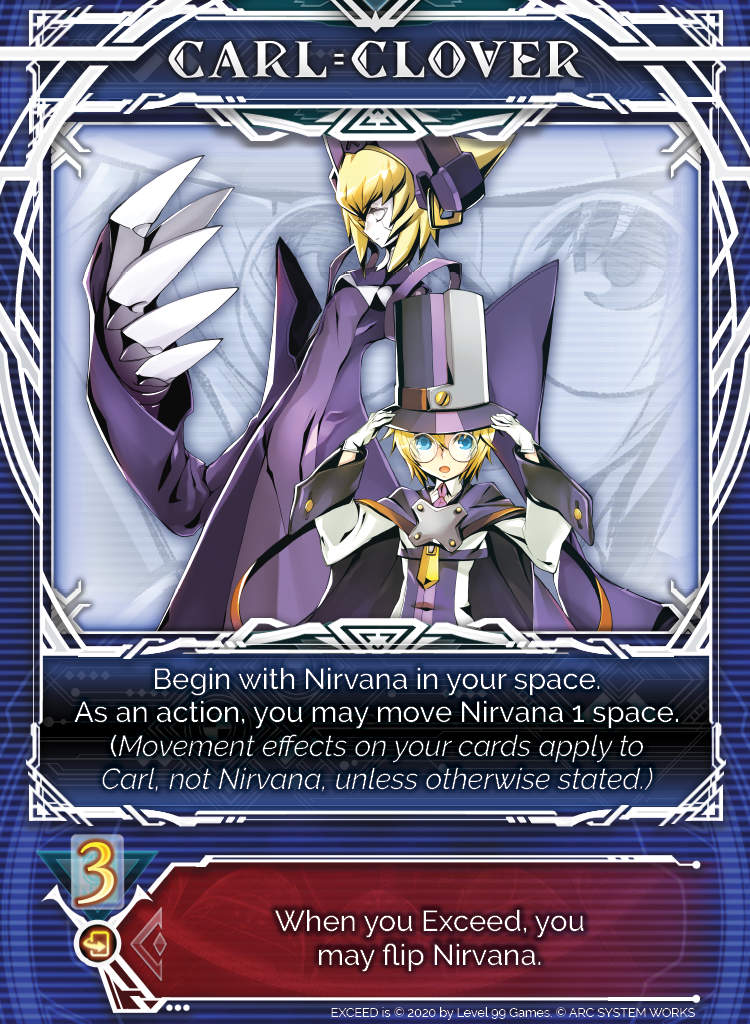 CARL=CLOVER
Begin with Nirvana in your space.
As an action, you may move Nirvana 1 space.
(Movement effects on your cards apply to
Carl, not Nirvana, unless otherwise stated.)
3
When you Exceed, you
may flip Nirvana.
EXCEED is © 2020 by Level 99 Games. © ARC SYSTEM WORKS